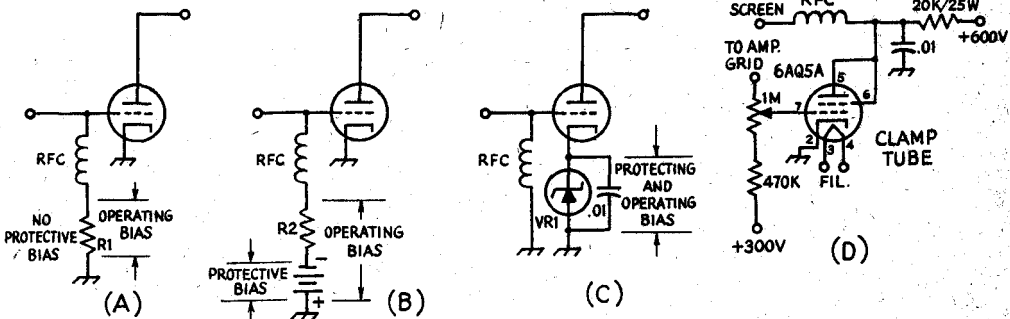 RFC
NO
PROTECTIVE
BIAS
OPERATING
BIAS
R1
(A)
RFC
R2
OPERATING
BIAS
PROTECTIVE
BIAS
-
+
(B)
RFC
VR1
.01
PROTECTING
AND
OPERATING
BIAS
(C)
SCREEN
RFC
20K/25W
+600V
.01
TO AMP.
GRID
6AQ5A
5
6
1M
7
2
3
4
CLAMP
TUBE
470K
FIL.
+300V
(D)